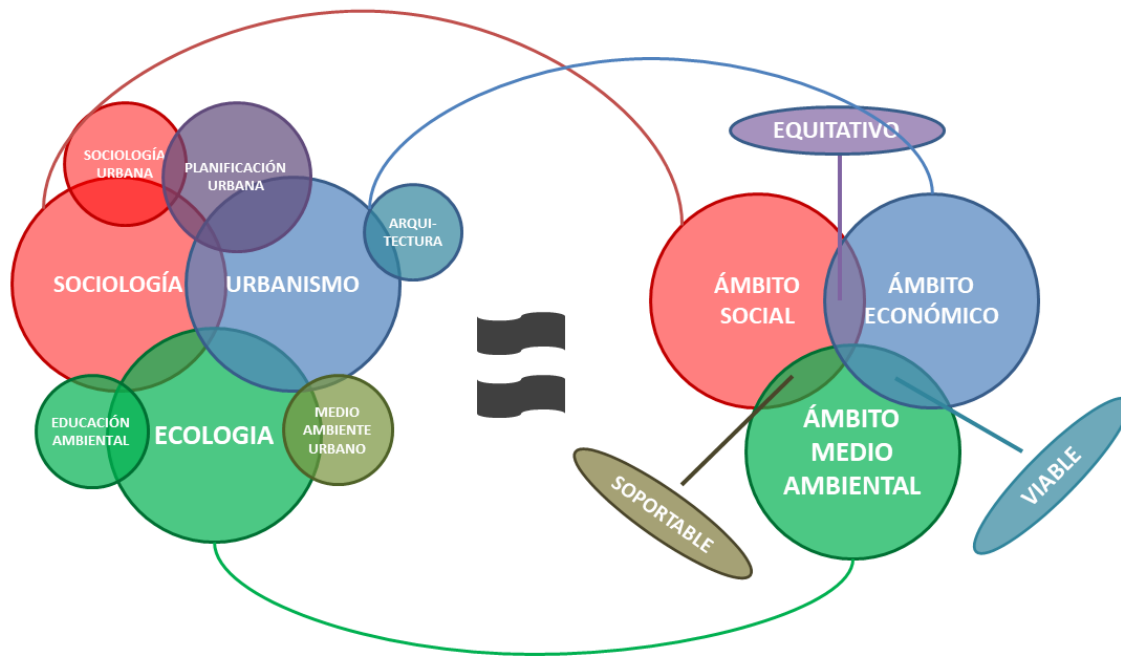 SOCIOLOGÍA
URBANA
PLANIFICACIÓN
URBANA
ARQUI-
TECTURA
SOCIOLOGÍA
URBANISMO
EDUCACIÓN
AMBIENTAL
ECOLOGIA
MEDIO
AMBIENTE
URBANO
EQUITATIVO
ÁMBITO
SOCIAL
ÁMBITO
ECONÓMICO
ÁMBITO
MEDIO
AMBIENTAL
SOPORTABLE
VIABLE